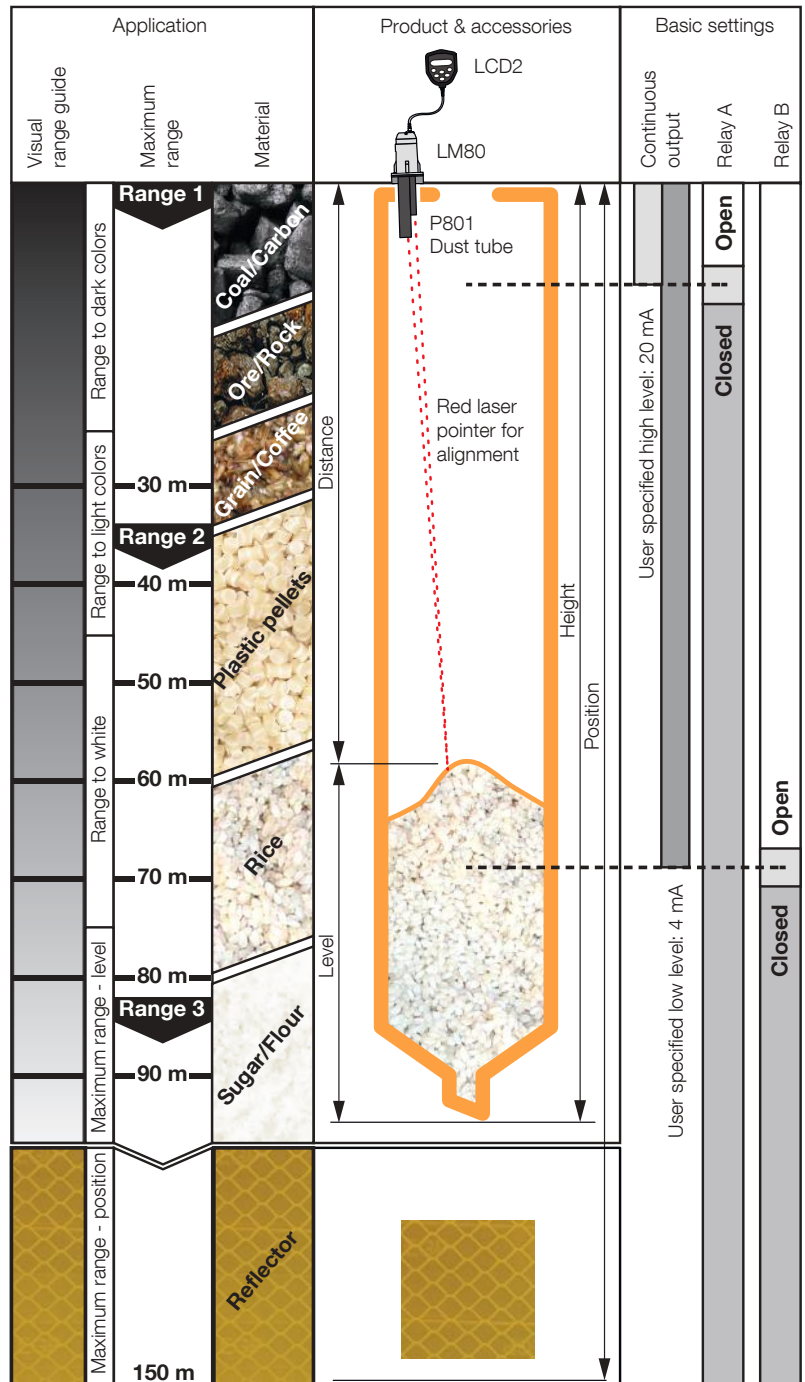 Application
Product & accessories
Basic settings
Visual
range guide
Maximum
range
Material
LCD2
LM80
P801
Dust tube
Continuous
output
Relay A
Relay B
Range 1
30 m
Range 2
40 m
50 m
60 m
70 m
80 m
Range 3
90 m
150 m
Range to dark colors
Range to light colors
Range to white
Maximum range - level
Maximum range - position
Coal/Carbon
Ore/Rock
Grain/Coffee
Plastic pellets
Rice
Sugar/Flour
Reflector
Distance
Level
Red laser
pointer for
alignment
Height
Position
User specified high level: 20 mA
User specified low level: 4 mA
Open
Closed
Open
Closed